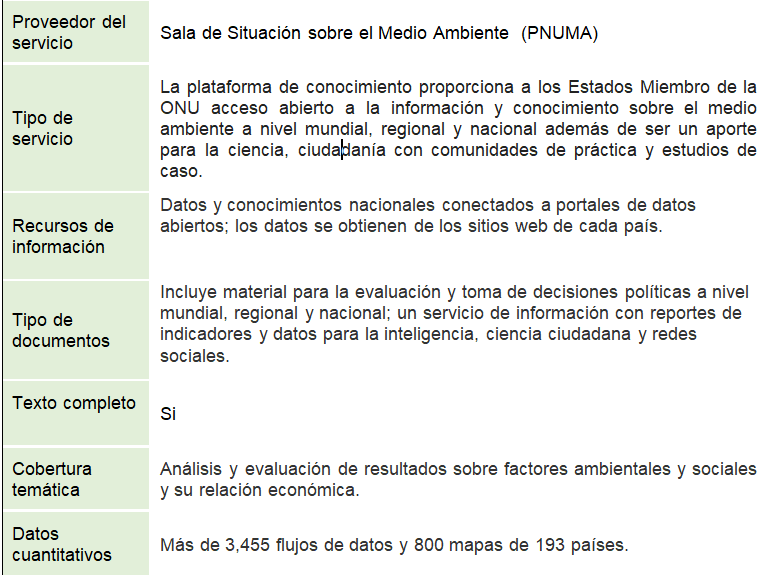 Proveedor del
servicio
Sala de Situación sobre el Medio Ambiente (PNUMA)
Tipo de
servicio
La plataforma de conocimiento proporciona a los Estados Miembro de la
ONU acceso abierto a la información y conocimiento sobre el medio
ambiente a nivel mundial, regional y nacional además de ser un aporte
para la ciencia, ciudadanía con comunidades de práctica y estudios de
caso.
Recursos de
información
Datos y conocimientos nacionales conectados a portales de datos
abiertos; los datos se obtienen de los sitios web de cada país.
Tipo de
documentos
Incluye material para la evaluación y toma de decisiones políticas a nivel
mundial, regional y nacional; un servicio de información con reportes de
indicadores y datos para la inteligencia, ciencia ciudadana y redes
sociales.
Texto completo
Si
Cobertura
temática
Análisis y evaluación de resultados sobre factores ambientales y sociales
y su relación económica.
Datos
cuantitativos
Más de 3,455 flujos de datos y 800 mapas de 193 países.